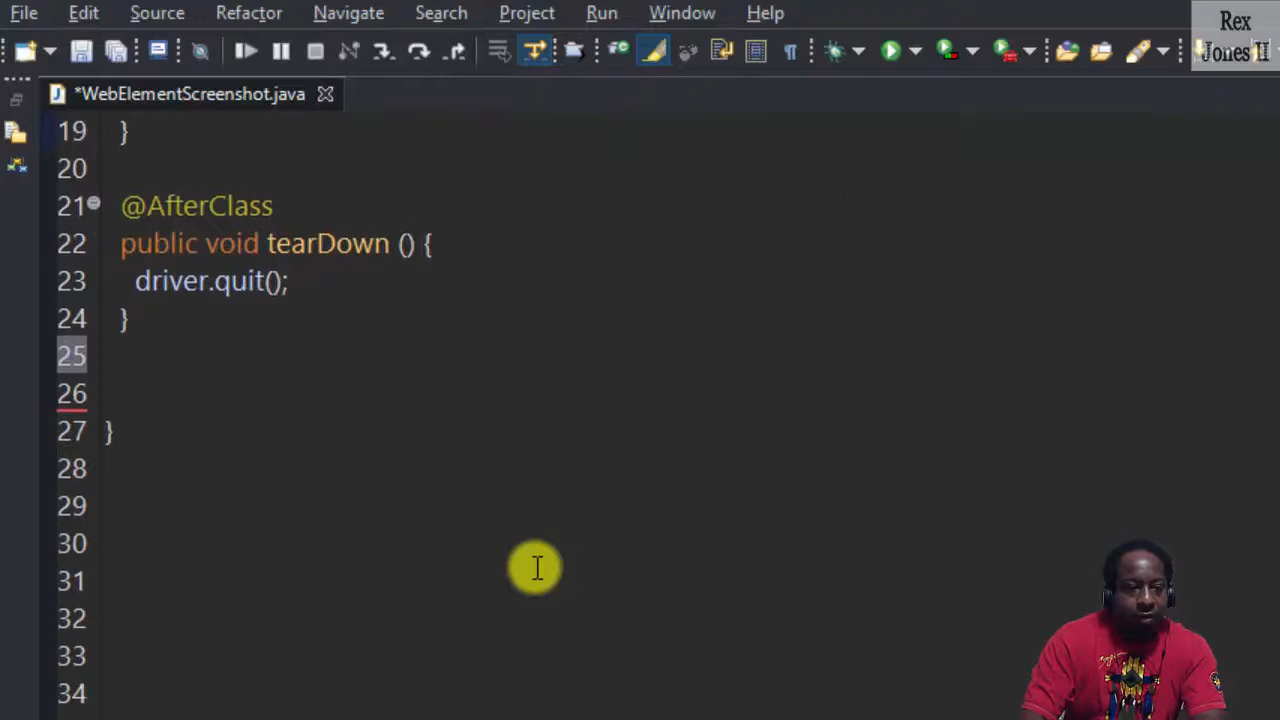 File Edit Source Refactor Navigate Search Project Run Window Help
Rex
Jones II
*WebElementScreenshot.java
19 }
20
21 @AfterClass
22 public void tearDown () {
23 driver.quit();
24 }
25
26
27 }
28
29
30
31
32
33
34